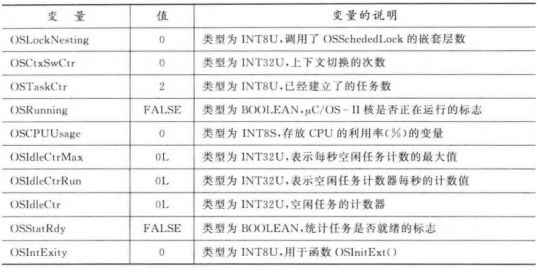 变 量 值 变量的说明
OSLockNesting 0 类型为 INT8U,调用了 OSSchededLock 的嵌套层数
OSCtxSwCtr 0 类型为 INT32U,上下文切换的次数
OSTaskCtr 2 类型为 INT8U,已经建立了的任务数
OSRunning FALSE 类型为 BOOLEAN,μC/OS-II 核是否正在运行的标志
OSCPUUsage 0 类型为 INT8S,存放 CPU 的利用率(%)的变量
OSIdleCtrMax 0L 类型为 INT32U,表示每秒空闲任务计数的最大值
OSIdleCtrRun 0L 类型为 INT32U,表示空闲任务计数器每秒的计数值
OSIdleCtr 0L 类型为 INT32U,空闲任务的计数器
OSStatRdy FALSE 类型为 BOOLEAN,统计任务是否就绪的标志
OSIntExity 0 类型为 INT8U,用于函数 OSInitExt()